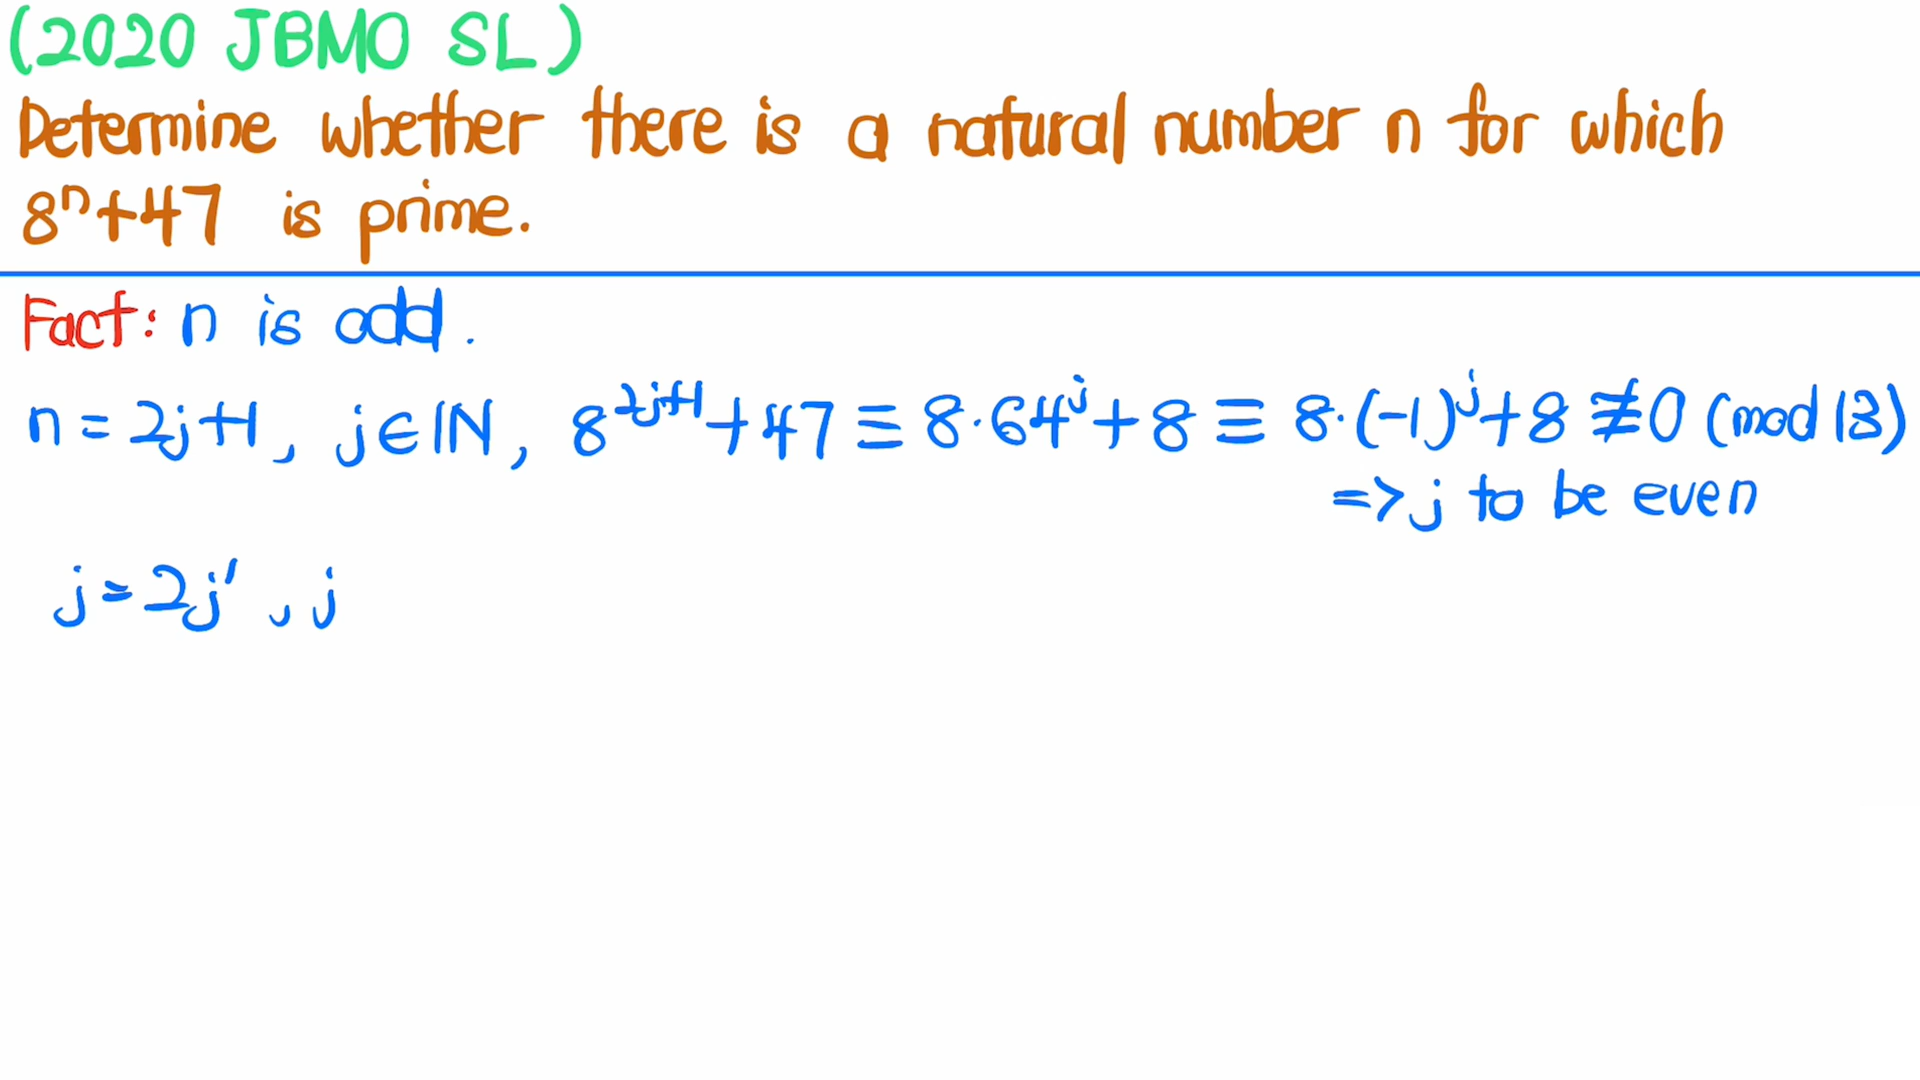 (2020 JBMO SL)
Determine whether there is a natural number n for which
8ⁿ+47 is prime.
Fact: n is odd.
n = 2j+1, j∈ℕ, 8^{2j+1}+47 ≡ 8·64^j+8 ≡ 8·(-1)^j+8 ≢ 0 (mod 13)
=> j to be even
j = 2j', j